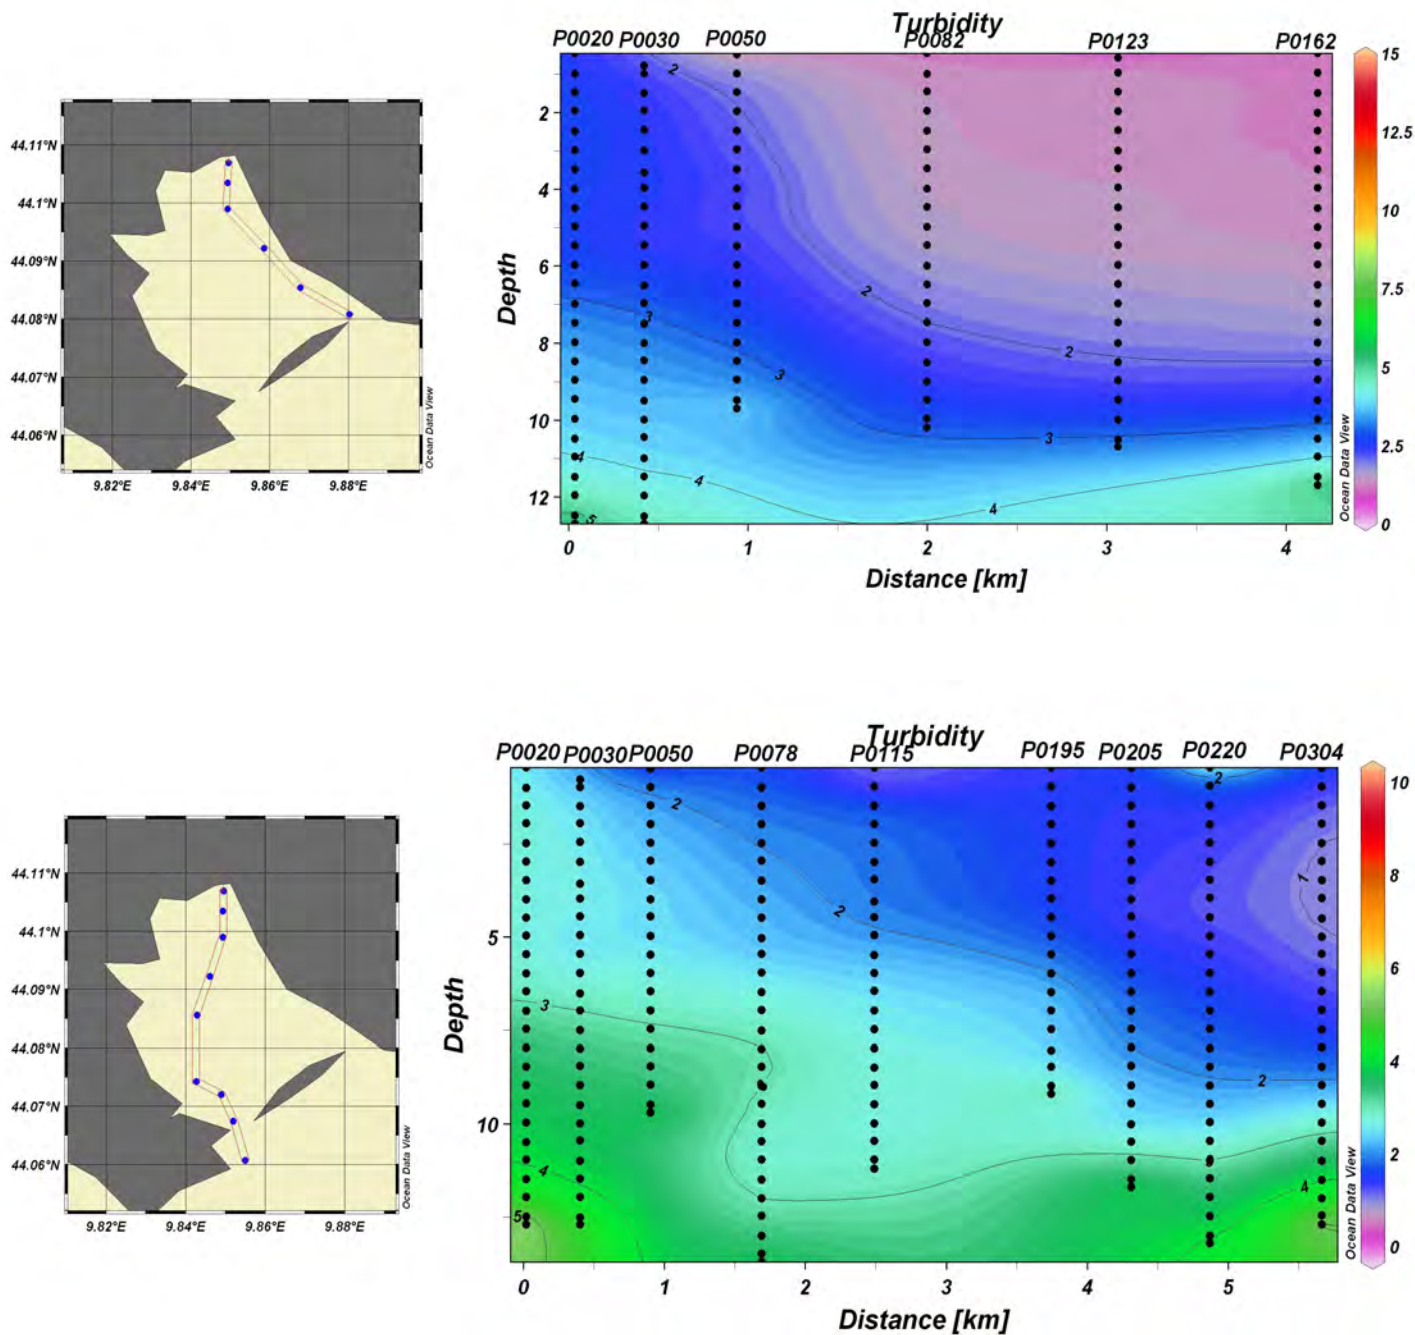 Turbidity
P0020 P0030 P0050 P0082 P0123 P0162
44.11°N
44.1°N
44.09°N
44.08°N
44.07°N
44.06°N
9.82°E 9.84°E 9.86°E 9.88°E
Ocean Data View
Depth
2
4
6
8
10
12
2
2
2
3
3
3
4
4
4
5
0 1 2 3 4
Distance [km]
Ocean Data View
15
12.5
10
7.5
5
2.5
0
Turbidity
P0020 P0030 P0050 P0078 P0115 P0195 P0205 P0220 P0304
44.11°N
44.1°N
44.09°N
44.08°N
44.07°N
44.06°N
9.82°E 9.84°E 9.86°E 9.88°E
Ocean Data View
Depth
5
10
2
2
2
1
2
3
4
4
5
0 1 2 3 4 5
Distance [km]
Ocean Data View
10
8
6
4
2
0